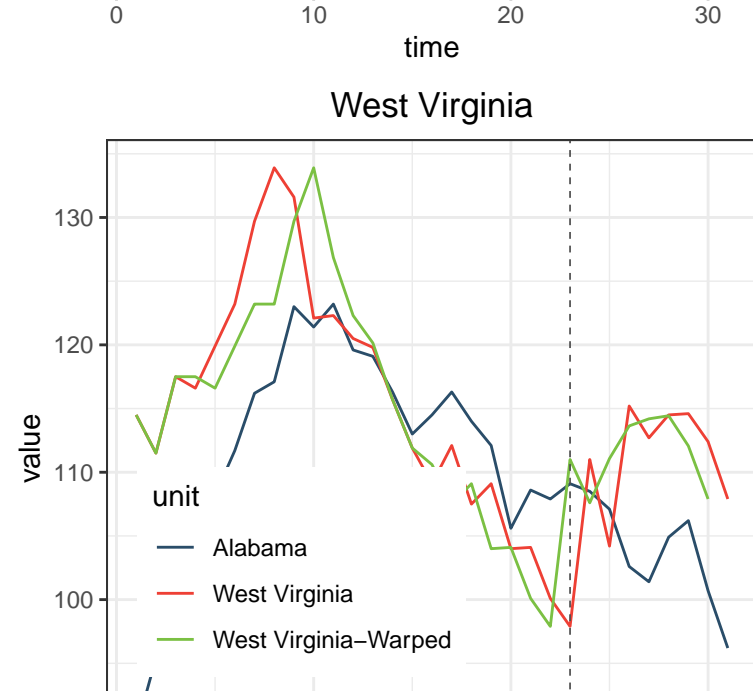 0 10 20 30
time
West Virginia
130
120
110
100
value
unit
Alabama
West Virginia
West Virginia−Warped